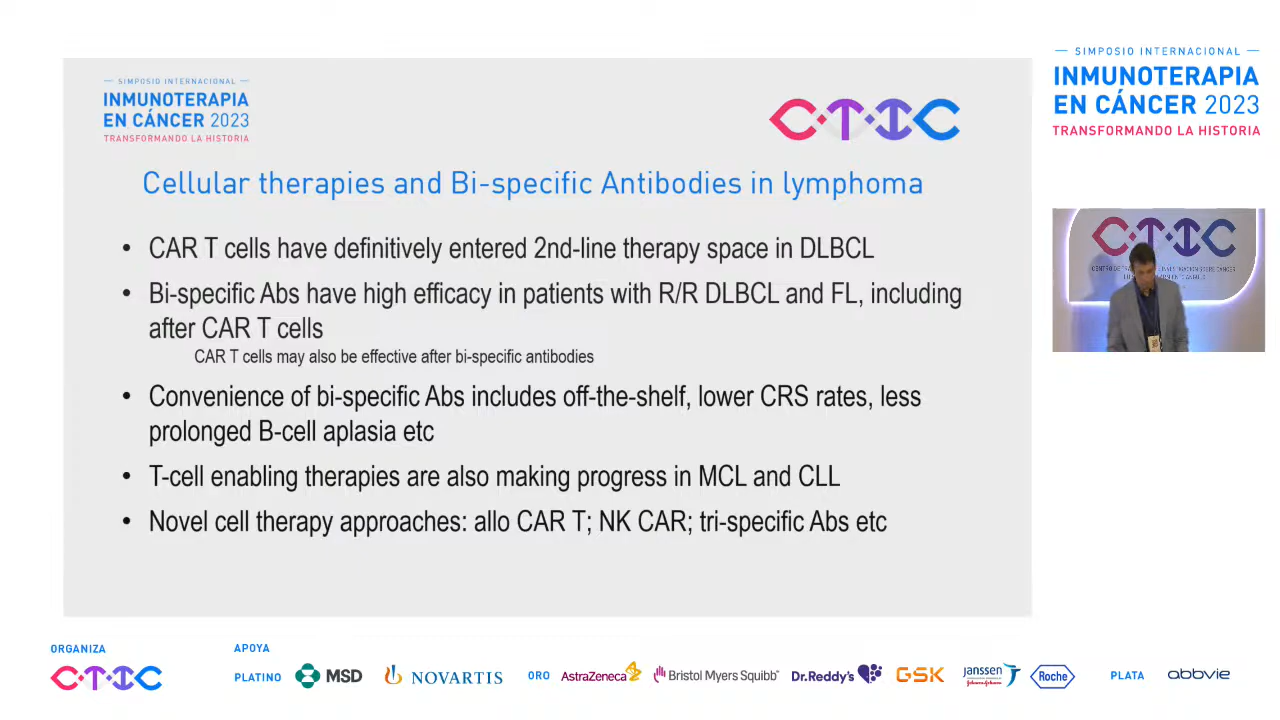 SIMPOSIO INTERNACIONAL
INMUNOTERAPIA
EN CÁNCER 2023
TRANSFORMANDO LA HISTORIA
CTIC
Cellular therapies and Bi-specific Antibodies in lymphoma
• CAR T cells have definitively entered 2nd-line therapy space in DLBCL
• Bi-specific Abs have high efficacy in patients with R/R DLBCL and FL, including
after CAR T cells
CAR T cells may also be effective after bi-specific antibodies
• Convenience of bi-specific Abs includes off-the-shelf, lower CRS rates, less
prolonged B-cell aplasia etc
• T-cell enabling therapies are also making progress in MCL and CLL
• Novel cell therapy approaches: allo CAR T; NK CAR; tri-specific Abs etc
SIMPOSIO INTERNACIONAL
INMUNOTERAPIA
EN CÁNCER 2023
TRANSFORMANDO LA HISTORIA
CTIC
CENTRO DE
ORGANIZA
CTIC
APOYA
PLATINO MSD NOVARTIS ORO AstraZeneca Bristol Myers Squibb Dr.Reddy's GSK Janssen Roche PLATA abbvie
Johnson&Johnson